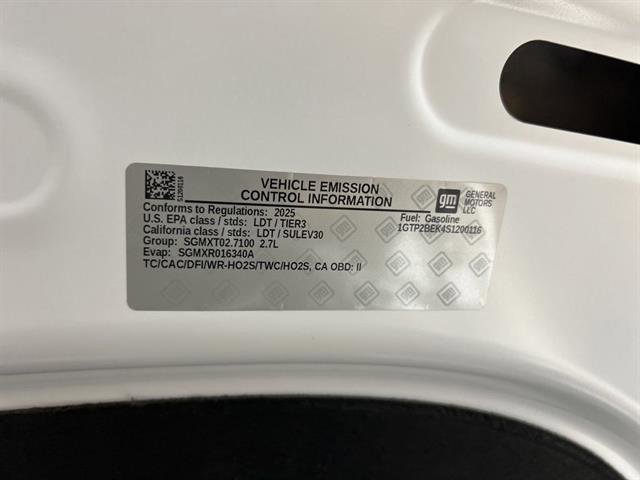 S1200116
VEHICLE EMISSION
CONTROL INFORMATION
gm
GENERAL
MOTORS
LLC
Conforms to Regulations: 2025
Fuel: Gasoline
U.S. EPA class / stds: LDT / TIER3
1GTP2BEK4S1200116
California class / stds: LDT / SULEV30
Group: SGMXT02.7100 2.7L
Evap: SGMXR016340A
TC/CAC/DFI/WR-HO2S/TWC/HO2S, CA OBD: II